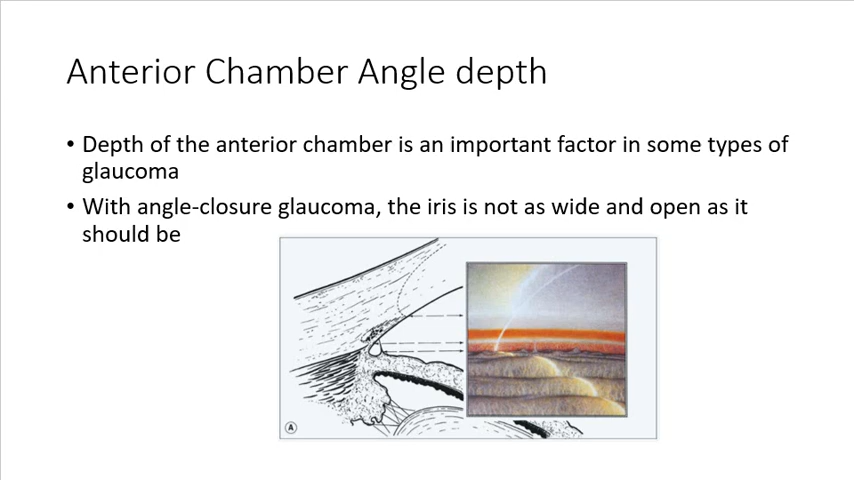 Anterior Chamber Angle depth
• Depth of the anterior chamber is an important factor in some types of
glaucoma
• With angle-closure glaucoma, the iris is not as wide and open as it
should be
A